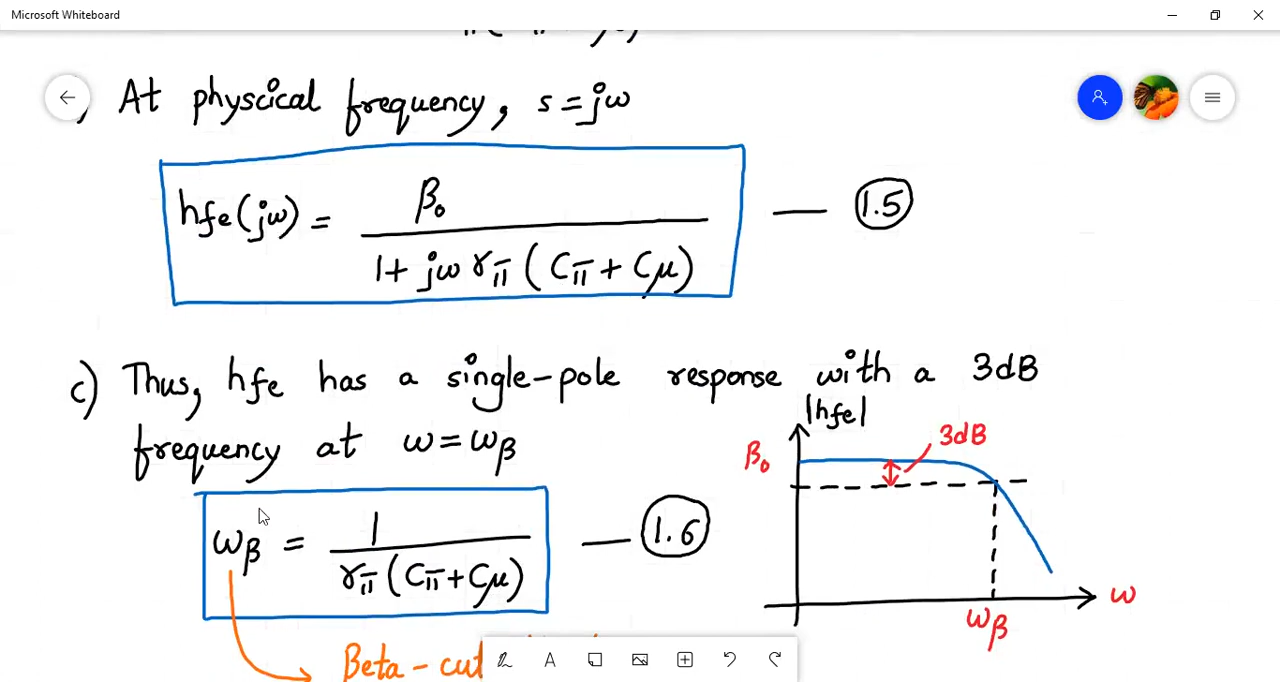 Microsoft Whiteboard
At physcical frequency, s = jω
hfe(jω) = β₀ / 1 + jω rπ (Cπ + Cμ) — 1.5
c) Thus, hfe has a single-pole response with a 3dB
frequency at ω = ωβ
ωβ = 1 / rπ (Cπ + Cμ) — 1.6
Beta-cut
|hfe|
3dB
β₀
ω
ωβ
A